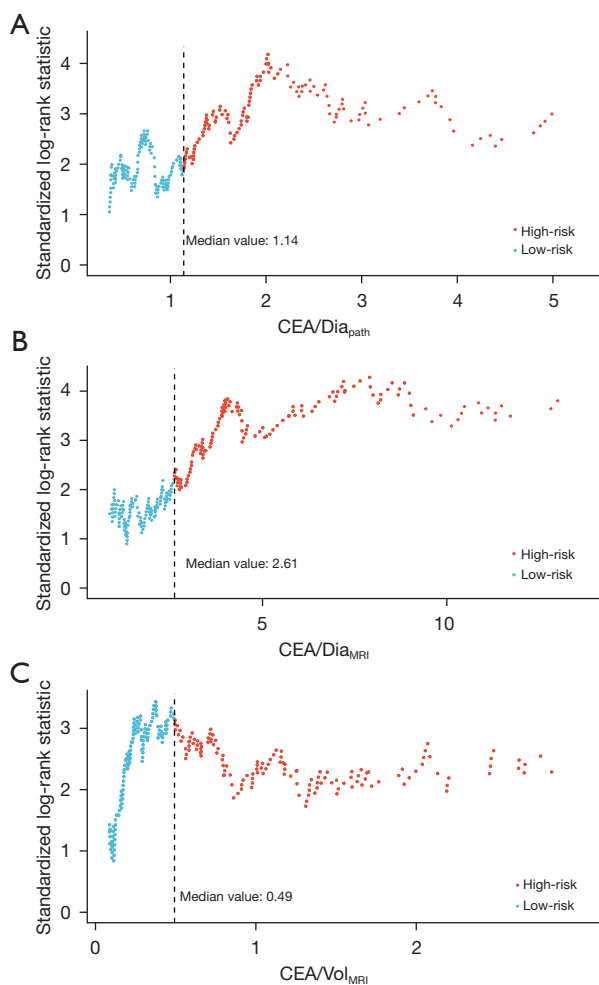 A
Standardized log-rank statistic
4
3
2
1
0
Median value: 1.14
High-risk
Low-risk
1 2 3 4 5
CEA/Dia_path
B
Standardized log-rank statistic
4
3
2
1
0
Median value: 2.61
High-risk
Low-risk
5 10
CEA/Dia_MRI
C
Standardized log-rank statistic
3
2
1
0
Median value: 0.49
High-risk
Low-risk
0 1 2
CEA/Vol_MRI